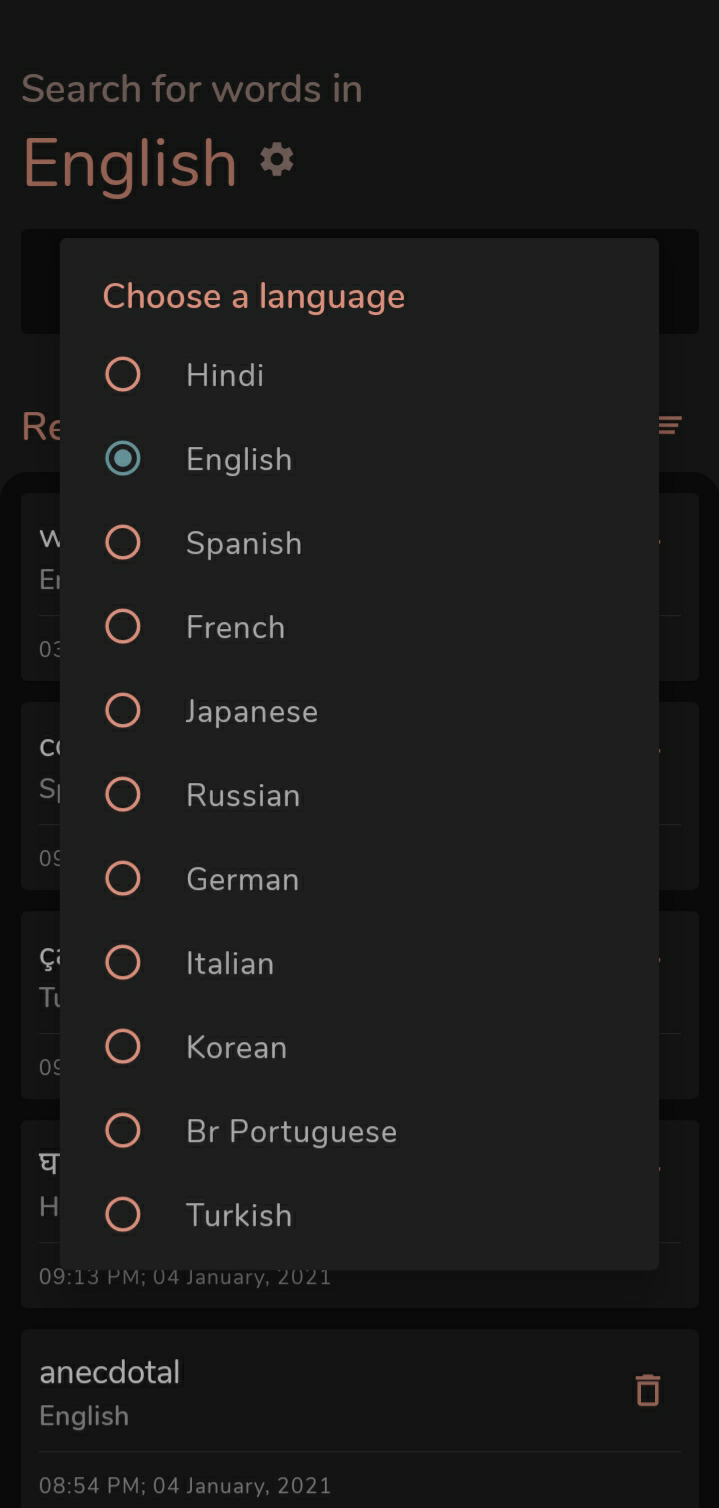 Search for words in
English
Choose a language
Hindi
English
Spanish
French
Japanese
Russian
German
Italian
Korean
Br Portuguese
Turkish
09:13 PM; 04 January, 2021
anecdotal
English
08:54 PM; 04 January, 2021